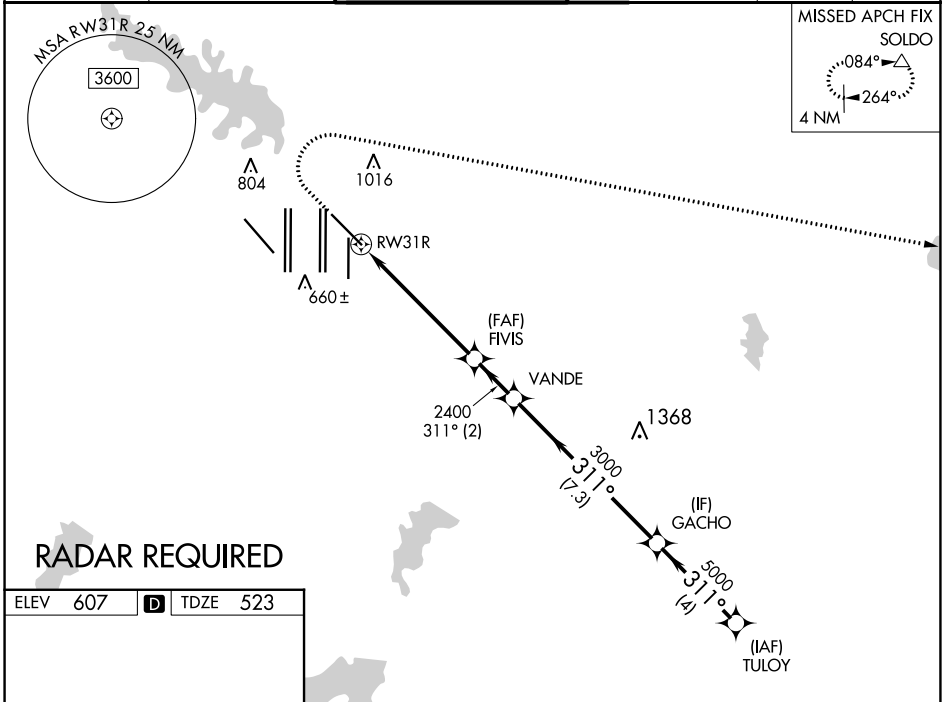 MSA RW31R 25 NM
3600
MISSED APCH FIX
SOLDO
084°
264°
4 NM
804
1016
RW31R
660 ±
(FAF)
FIVIS
VANDE
2400
311° (2)
1368
3000
311°
(7.3)
(IF)
GACHO
5000
311°
(4)
(IAF)
TULOY
RADAR REQUIRED
ELEV 607 D TDZE 523